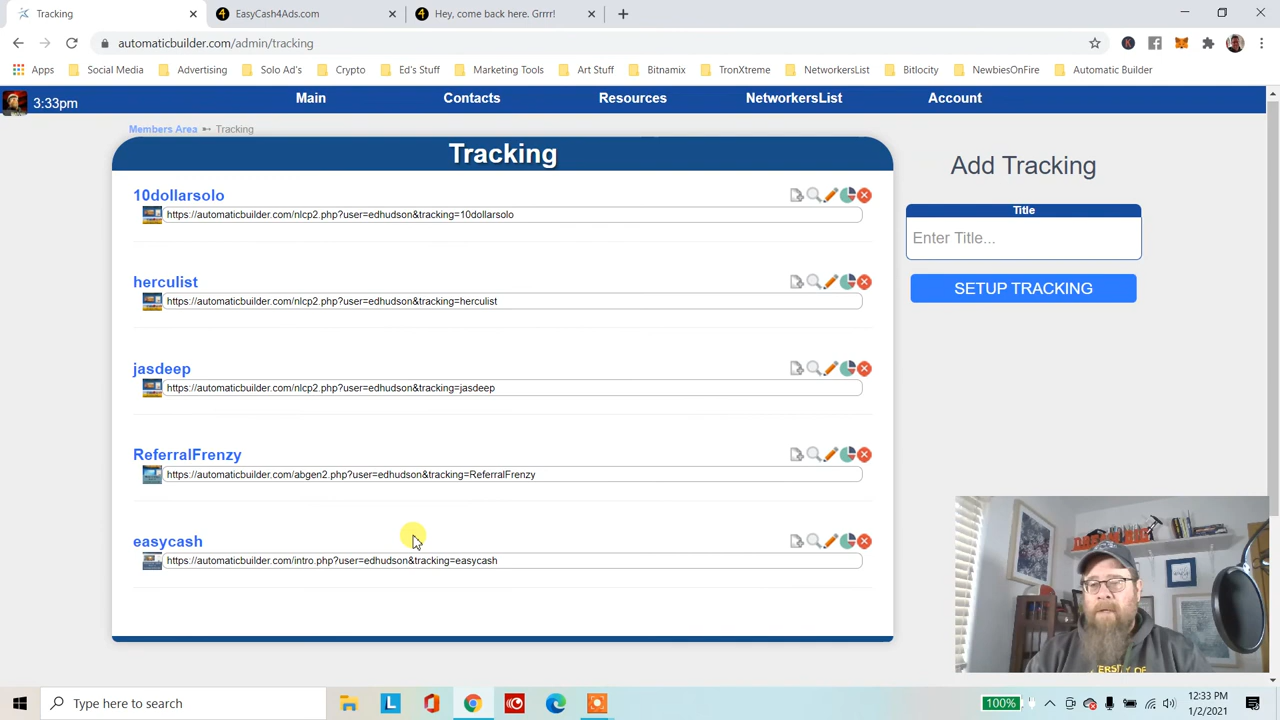 Tracking
EasyCash4Ads.com
Hey, come back here. Grrr!
automaticbuilder.com/admin/tracking
Apps
Social Media
Advertising
Solo Ad's
Crypto
Ed's Stuff
Marketing Tools
Art Stuff
Bitnamix
TronXtreme
NetworkersList
Bitlocity
NewbiesOnFire
Automatic Builder
3:33pm
Main
Contacts
Resources
NetworkersList
Account
Members Area ➸ Tracking
Tracking
10dollarsolo
https://automaticbuilder.com/nlcp2.php?user=edhudson&tracking=10dollarsolo
herculist
https://automaticbuilder.com/nlcp2.php?user=edhudson&tracking=herculist
jasdeep
https://automaticbuilder.com/nlcp2.php?user=edhudson&tracking=jasdeep
ReferralFrenzy
https://automaticbuilder.com/abgen2.php?user=edhudson&tracking=ReferralFrenzy
easycash
https://automaticbuilder.com/intro.php?user=edhudson&tracking=easycash
Add Tracking
Title
Enter Title...
SETUP TRACKING
Type here to search
100%
12:33 PM
1/2/2021